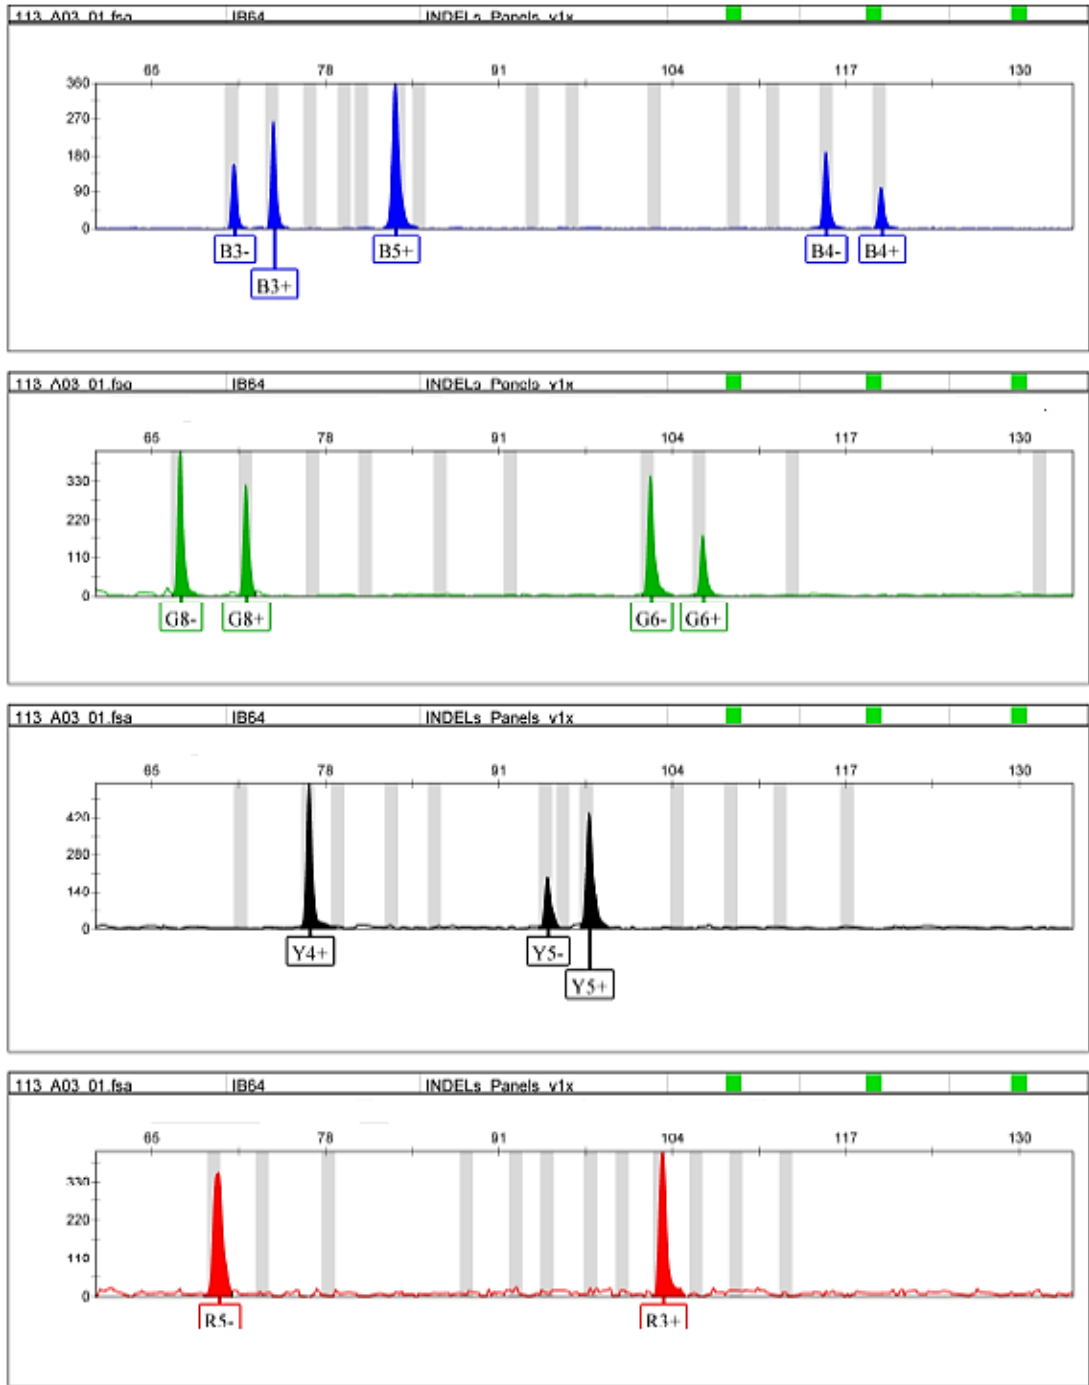 113_A03_01.fsa IB64 INDELs_Panels_v1x
65 78 91 104 117 130
360
270
180
90
0
B3- B5+ B4- B4+
B3+
113_A03_01.fsa IB64 INDELs_Panels_v1x
65 78 91 104 117 130
330
220
110
0
G8- G8+ G6- G6+
113_A03_01.fsa IB64 INDELs_Panels_v1x
65 78 91 104 117 130
420
280
140
0
Y4+ Y5-
Y5+
113_A03_01.fsa IB64 INDELs_Panels_v1x
65 78 91 104 117 130
330
220
110
0
R5- R3+